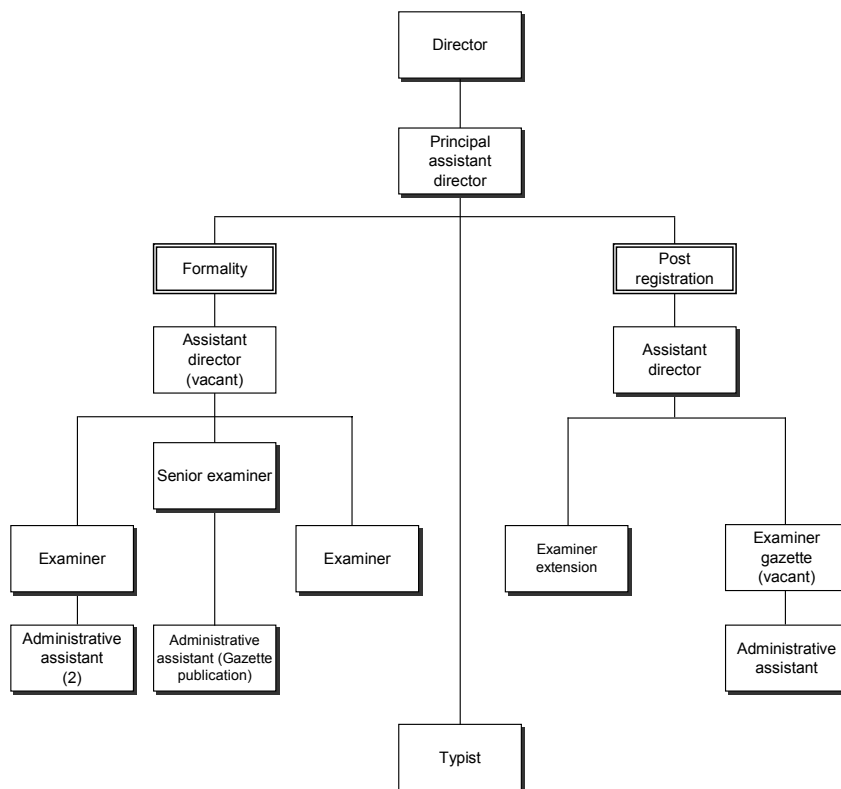 Director
Principal
assistant
director
Formality
Post
registration
Assistant
director
(vacant)
Assistant
director
Senior examiner
Examiner
Examiner
Examiner
extension
Examiner
gazette
(vacant)
Administrative
assistant
(2)
Administrative
assistant (Gazette
publication)
Administrative
assistant
Typist